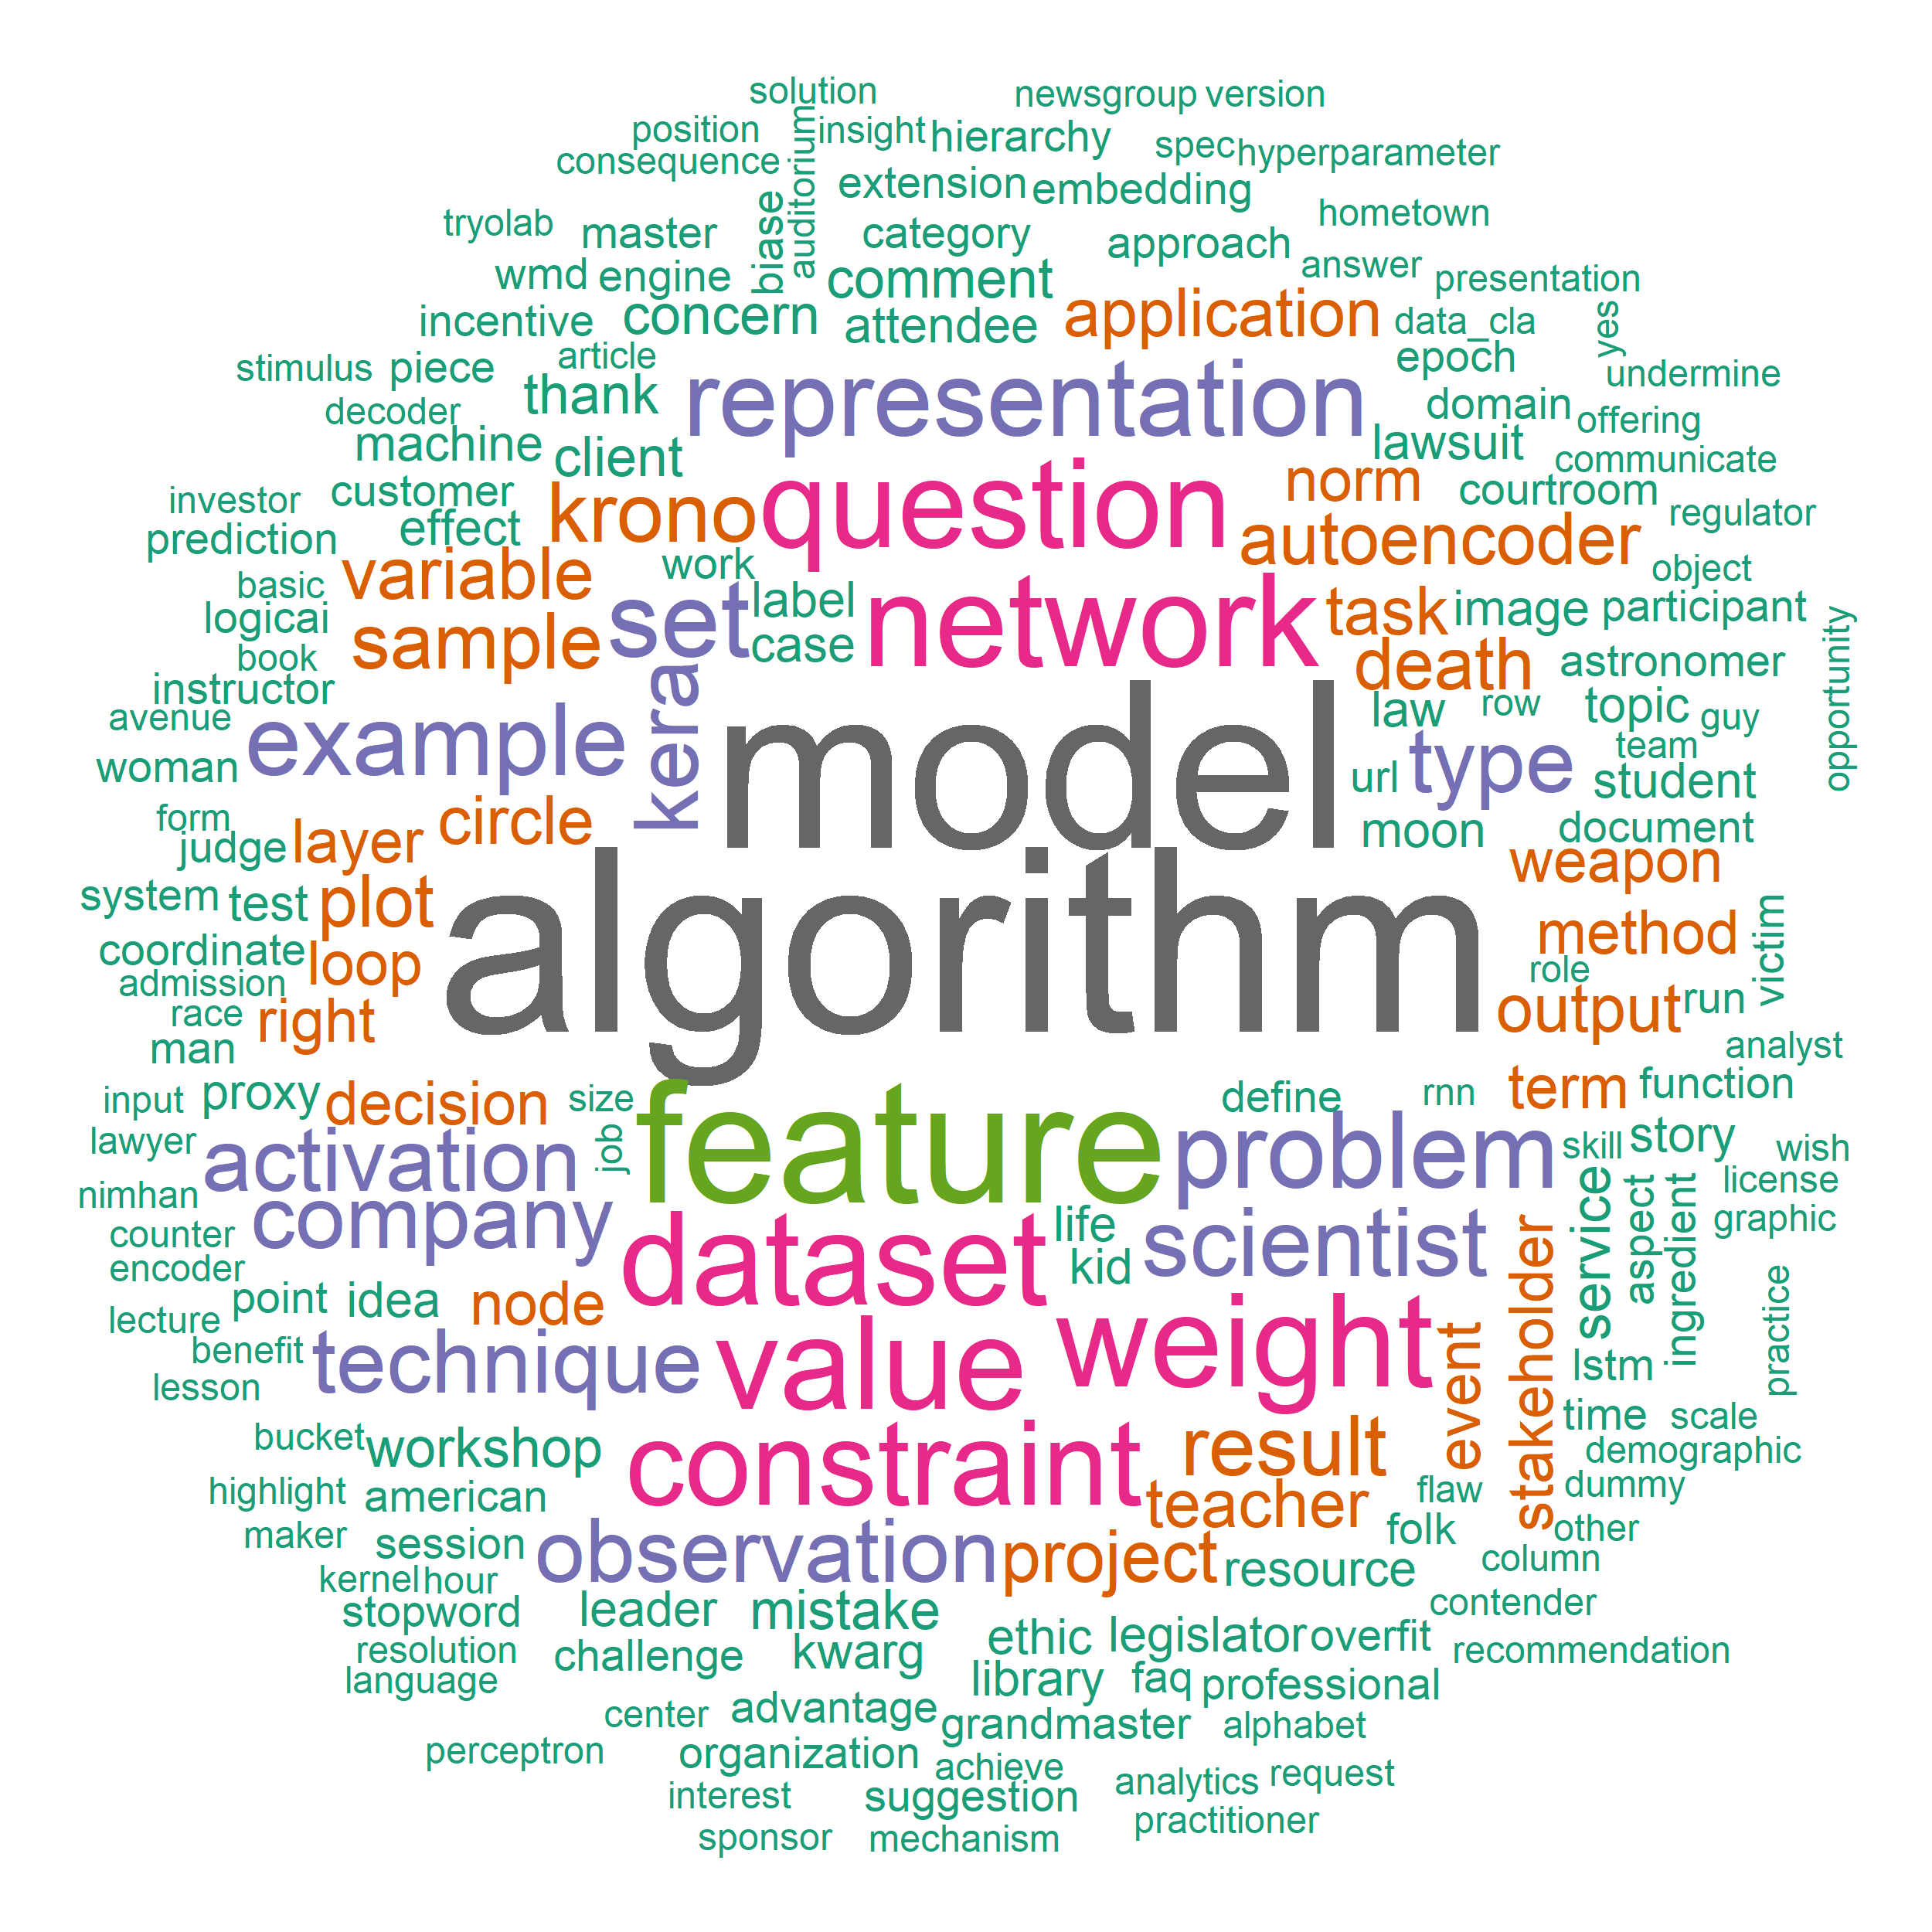 solution
newsgroup version
position
insight
hierarchy
auditorium
consequence
spec
hyperparameter
extension
embedding
biase
tryolab
master
category
approach
hometown
wmd
engine
comment
answer
presentation
incentive
concern
attendee
application
data_cla
yes
stimulus
piece
article
thank
representation
epoch
undermine
decoder
domain
offering
machine
client
lawsuit
communicate
investor
customer
krono
question
norm
courtroom
regulator
prediction
effect
autoencoder
basic
variable
work
object
logicai
sample
set
label
network
task
image
participant
book
case
death
astronomer
opportunity
instructor
kera
avenue
example
model
law
row
topic
guy
woman
url
type
team
student
form
circle
moon
document
judge
layer
weapon
system
test
plot
algorithm
method
victim
coordinate
loop
role
admission
race
right
output
run
man
analyst
input
proxy
decision
size
feature
define
rnn
term
function
lawyer
activation
job
problem
skill
story
wish
nimhan
company
license
counter
dataset
life
scientist
stakeholder
service
aspect
ingredient
graphic
encoder
kid
lecture
point
idea
node
value
weight
event
practice
benefit
technique
lstm
lesson
bucket
workshop
constraint
result
time
scale
demographic
highlight
american
teacher
flaw
dummy
maker
session
observation
project
resource
folk
other
kernel
hour
column
stopword
leader
mistake
contender
resolution
challenge
kwarg
ethic
legislator
overfit
recommendation
language
library
faq
professional
center
advantage
grandmaster
alphabet
perceptron
organization
achieve
analytics
request
interest
suggestion
practitioner
sponsor
mechanism